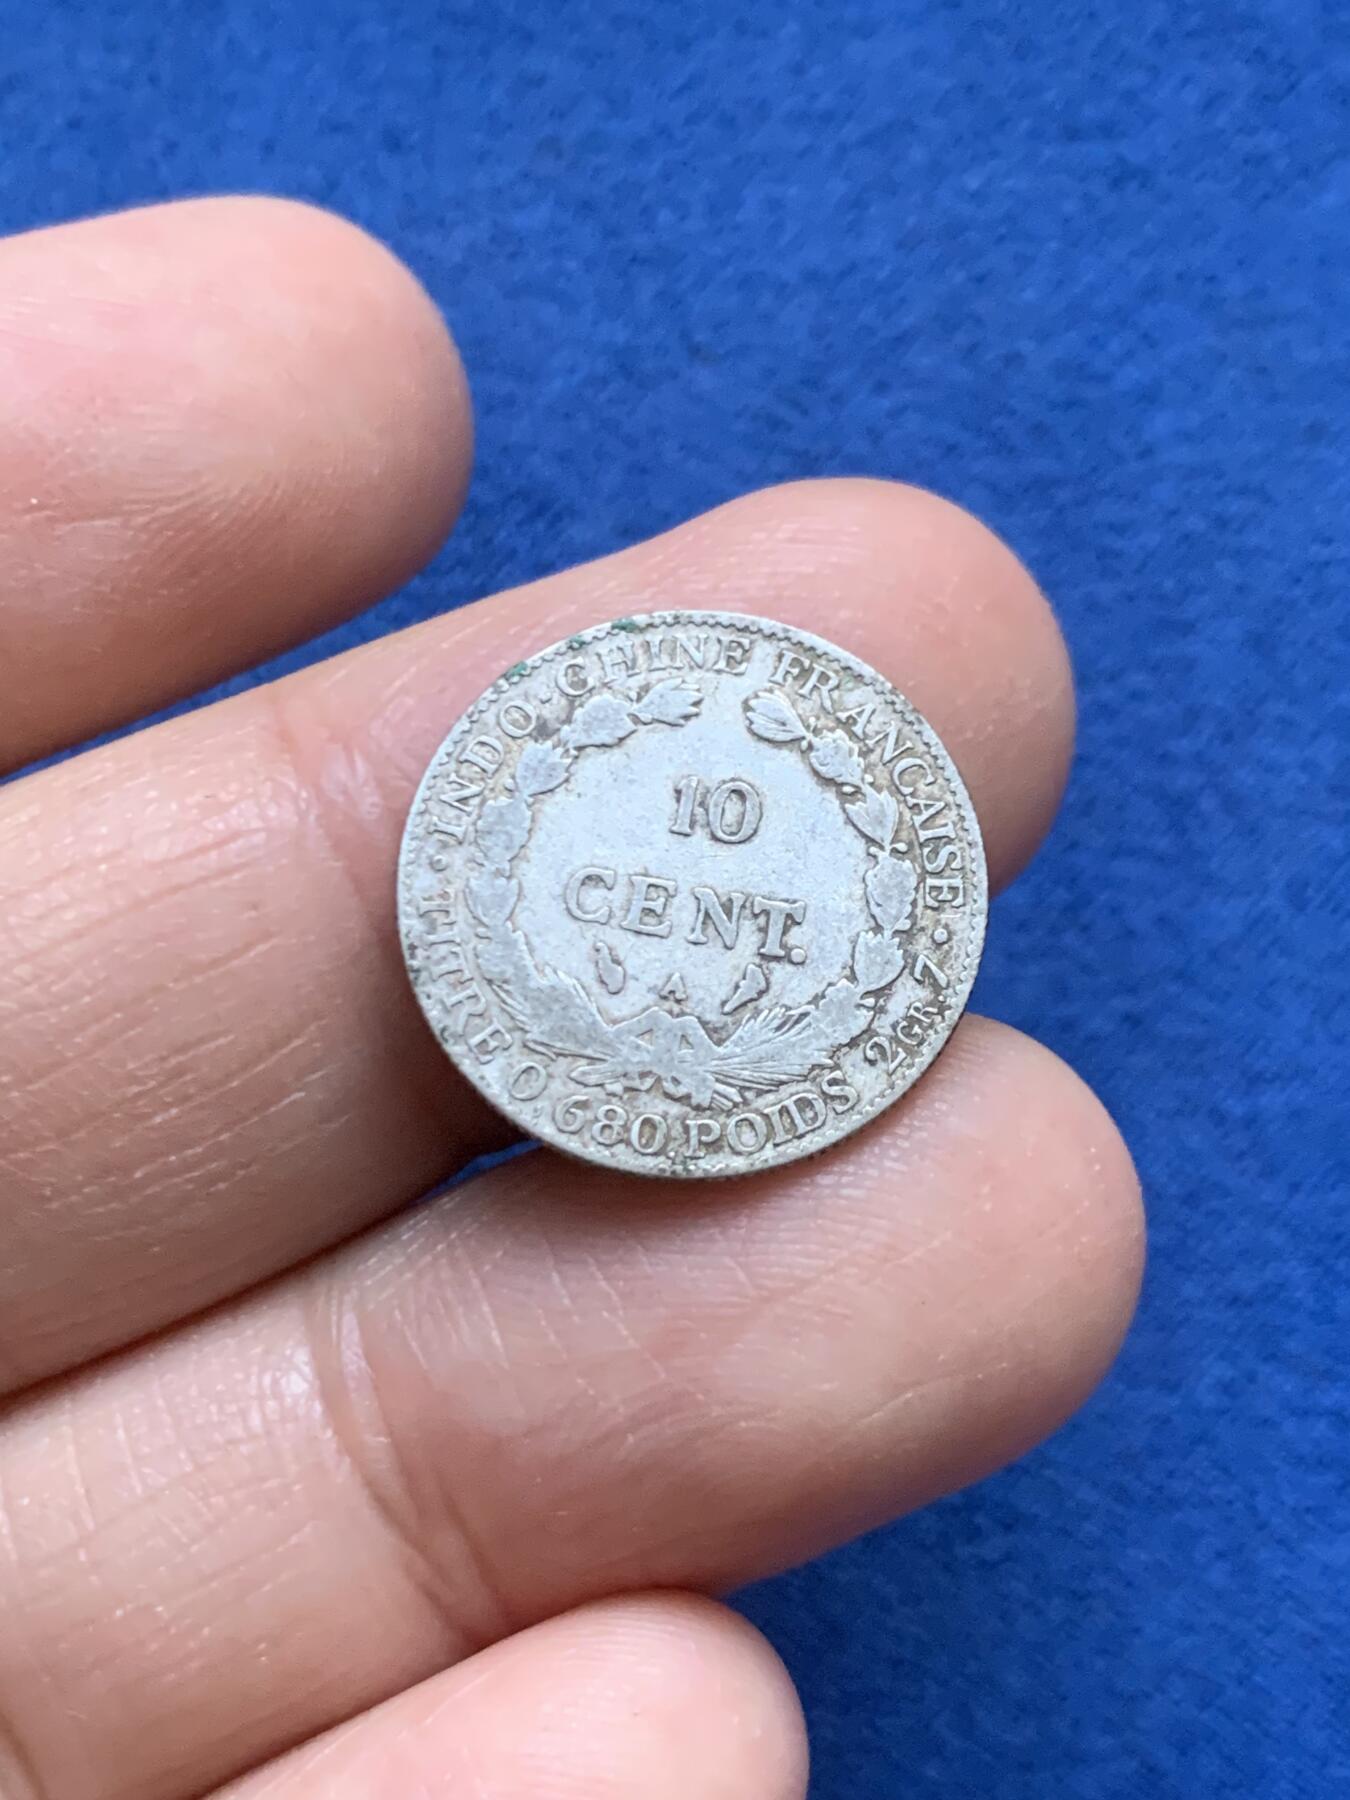 INDO-CHINE FRANÇAISE
10
CENT.
A
· TITRE 0,680. POIDS 2GR.7 ·